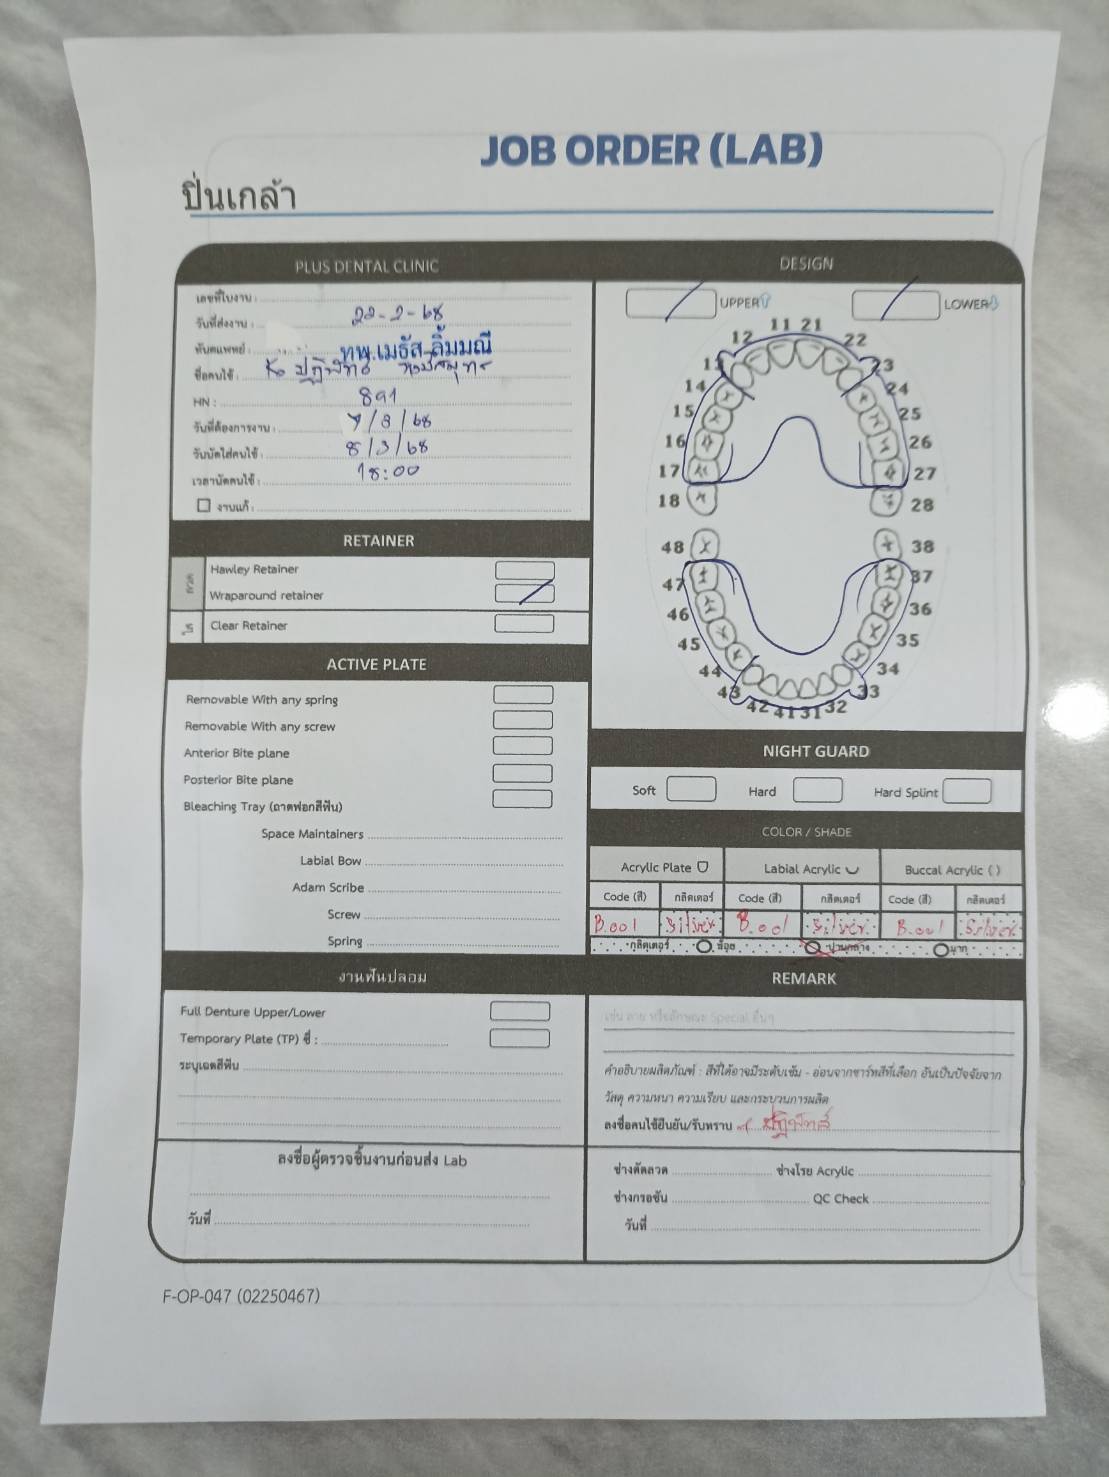 JOB ORDER (LAB)
ปิ่นเกล้า
PLUS DENTAL CLINIC
เลขที่ใบงาน :
วันที่ส่งงาน : 22-2-68
ทันตแพทย์ : ทพ.เมธัส ลิ้มมณี
ชื่อคนไข้ :
HN : 891
วันที่ต้องการงาน : 7/3/68
วันนัดใส่คนไข้ : 8/3/68
เวลานัดคนไข้ : 18:00
งานแก้ :
RETAINER
Hawley Retainer
Wraparound retainer
Clear Retainer
ACTIVE PLATE
Removable With any spring
Removable With any screw
Anterior Bite plane
Posterior Bite plane
Bleaching Tray (ถาดฟอกสีฟัน)
Space Maintainers
Labial Bow
Adam Scribe
Screw
Spring
งานฟันปลอม
Full Denture Upper/Lower
Temporary Plate (TP) ซี่ :
ระบุเฉดสีฟัน
ลงชื่อผู้ตรวจชิ้นงานก่อนส่ง Lab
วันที่
DESIGN
UPPER LOWER
11 21
12 22
13 23
14 24
15 25
16 26
17 27
18 28
48 38
47 37
46 36
45 35
44 34
43 33
42 41 31 32
NIGHT GUARD
Soft Hard Hard Splint
COLOR / SHADE
Acrylic Plate Labial Acrylic Buccal Acrylic ( )
Code (สี) กลิตเตอร์ Code (สี) กลิตเตอร์ Code (สี) กลิตเตอร์
B.001 Silver B.001 Silver B.001 Silver
กลิตเตอร์ น้อย ปานกลาง มาก
REMARK
เช่น ลาย หรือลักษณะ Special อื่นๆ
คำอธิบายผลิตภัณฑ์ : สีที่ได้อาจมีระดับเข้ม - อ่อนจากชาร์ทสีที่เลือก อันเป็นปัจจัยจาก
วัสดุ ความหนา ความเรียบ และกระบวนการผลิต
ลงชื่อคนไข้ยืนยัน/รับทราบ
ช่างดัดลวด ช่างโรย Acrylic
ช่างกรอขัด QC Check
วันที่
F-OP-047 (02250467)